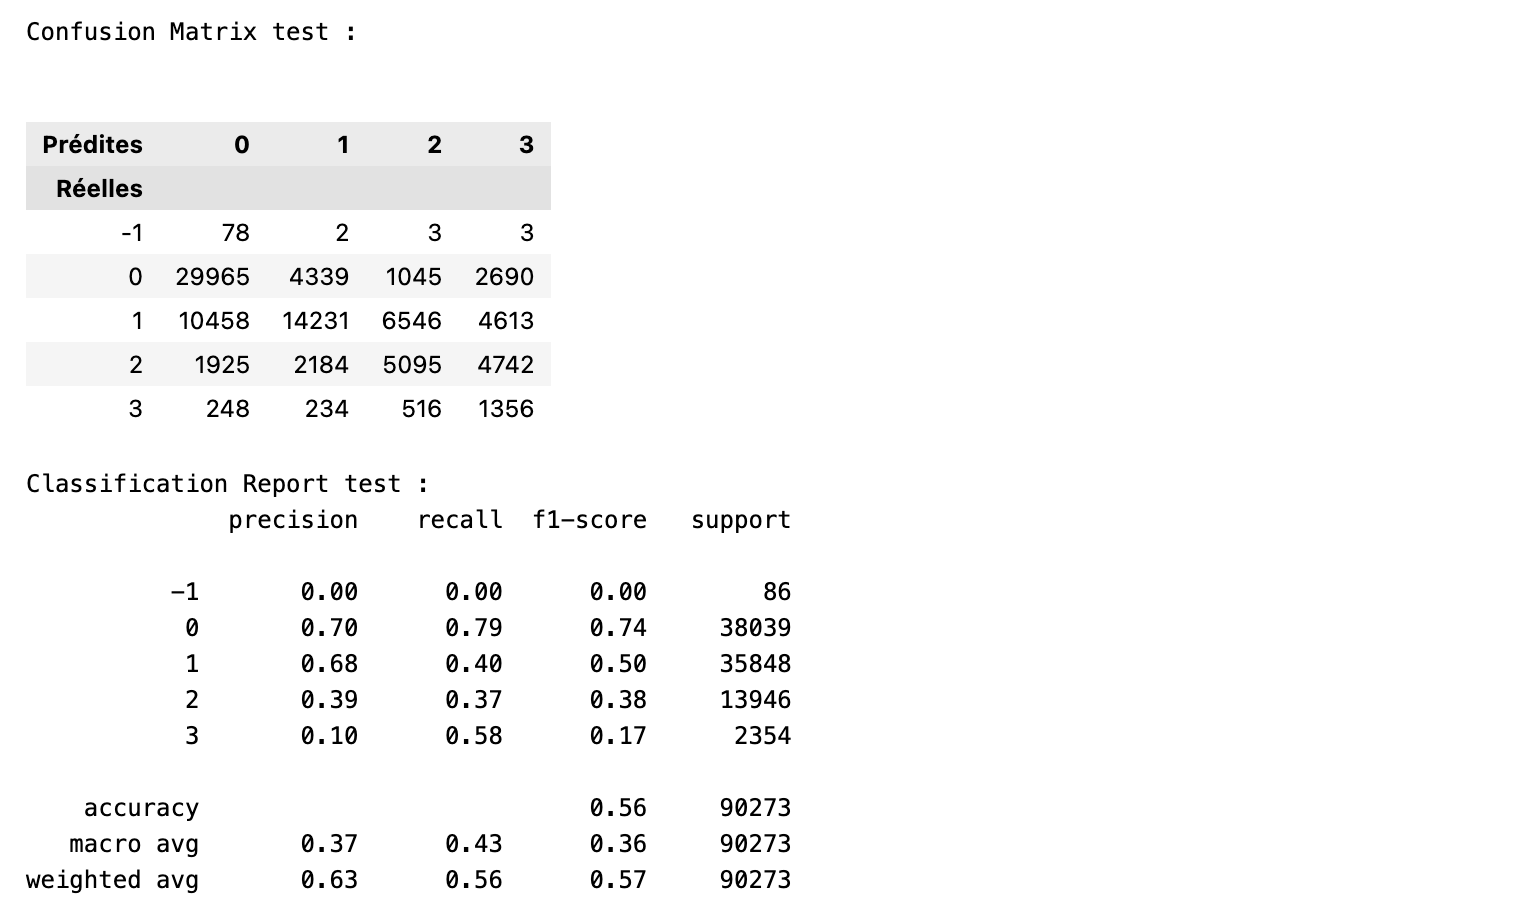 Confusion Matrix test :
Prédites 0 1 2 3
Réelles
-1 78 2 3 3
0 29965 4339 1045 2690
1 10458 14231 6546 4613
2 1925 2184 5095 4742
3 248 234 516 1356
Classification Report test :
precision recall f1-score support
-1 0.00 0.00 0.00 86
0 0.70 0.79 0.74 38039
1 0.68 0.40 0.50 35848
2 0.39 0.37 0.38 13946
3 0.10 0.58 0.17 2354
accuracy 0.56 90273
macro avg 0.37 0.43 0.36 90273
weighted avg 0.63 0.56 0.57 90273